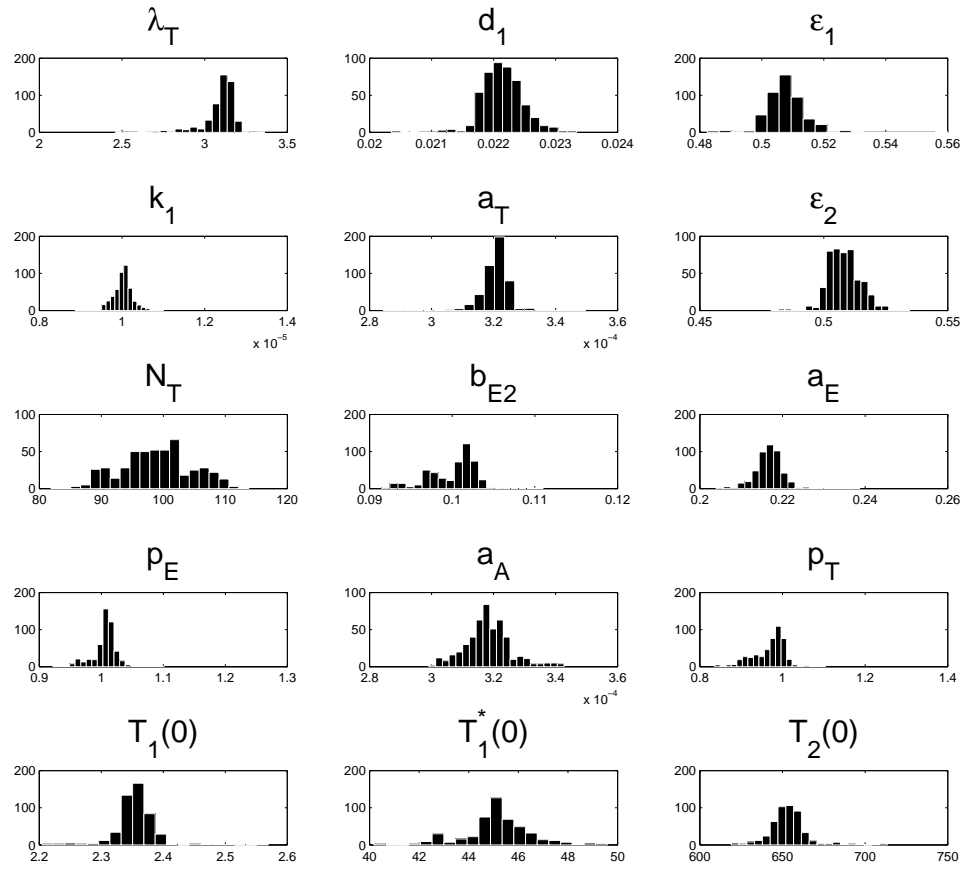 λ_T d_1 ε_1
200 100 0 2 2.5 3 3.5
100 50 0 0.02 0.021 0.022 0.023 0.024
200 100 0 0.48 0.5 0.52 0.54 0.56
k_1 a_T ε_2
200 100 0 0.8 1 1.2 1.4 x 10^-5
200 100 0 2.8 3 3.2 3.4 3.6 x 10^-4
100 50 0 0.45 0.5 0.55
N_T b_E2 a_E
100 50 0 80 90 100 110 120
200 100 0 0.09 0.1 0.11 0.12
200 100 0 0.2 0.22 0.24 0.26
p_E a_A p_T
200 100 0 0.9 1 1.1 1.2 1.3
100 50 0 2.8 3 3.2 3.4 3.6 x 10^-4
200 100 0 0.8 1 1.2 1.4
T_1(0) T_1^*(0) T_2(0)
200 100 0 2.2 2.3 2.4 2.5 2.6
200 100 0 40 42 44 46 48 50
200 100 0 600 650 700 750